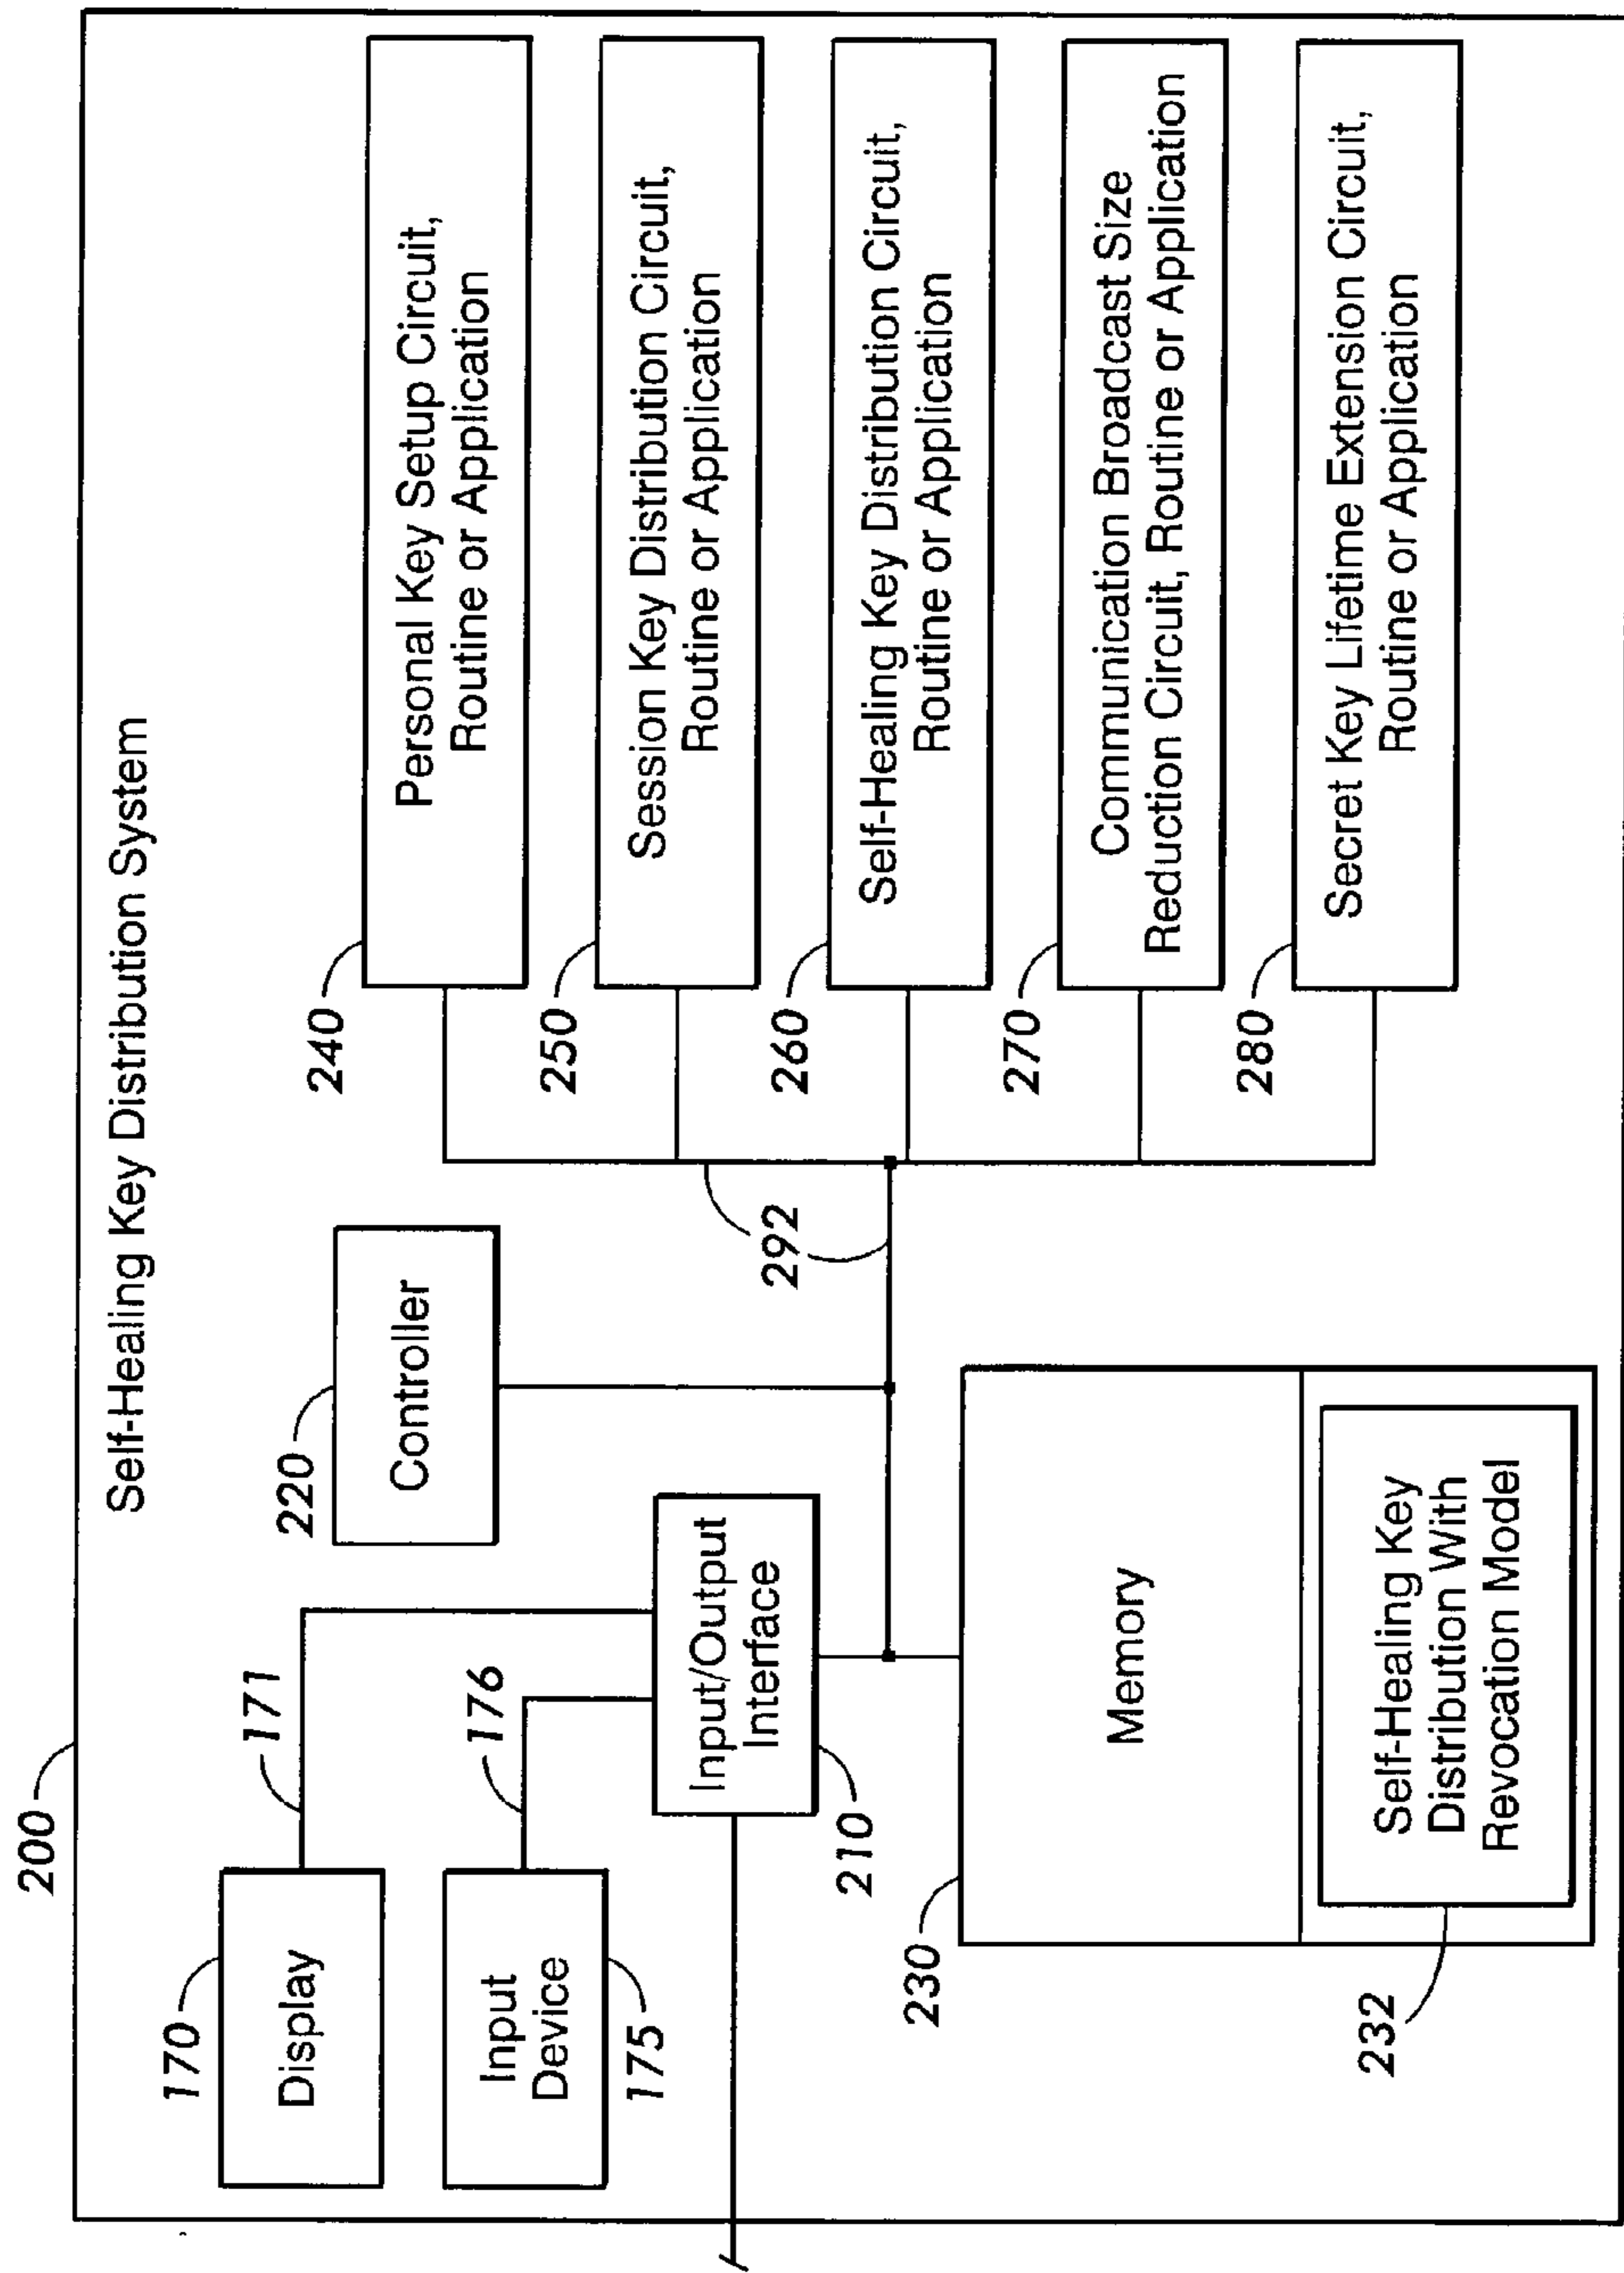 200
Self-Healing Key Distribution System
170
Display
171
Input
Device
175
176
Input/Output
Interface
210
220
Controller
230
Memory
232
Self-Healing Key
Distribution With
Revocation Model
292
240
Personal Key Setup Circuit,
Routine or Application
250
Session Key Distribution Circuit,
Routine or Application
260
Self-Healing Key Distribution Circuit,
Routine or Application
270
Communication Broadcast Size
Reduction Circuit, Routine or Application
280
Secret Key Lifetime Extension Circuit,
Routine or Application